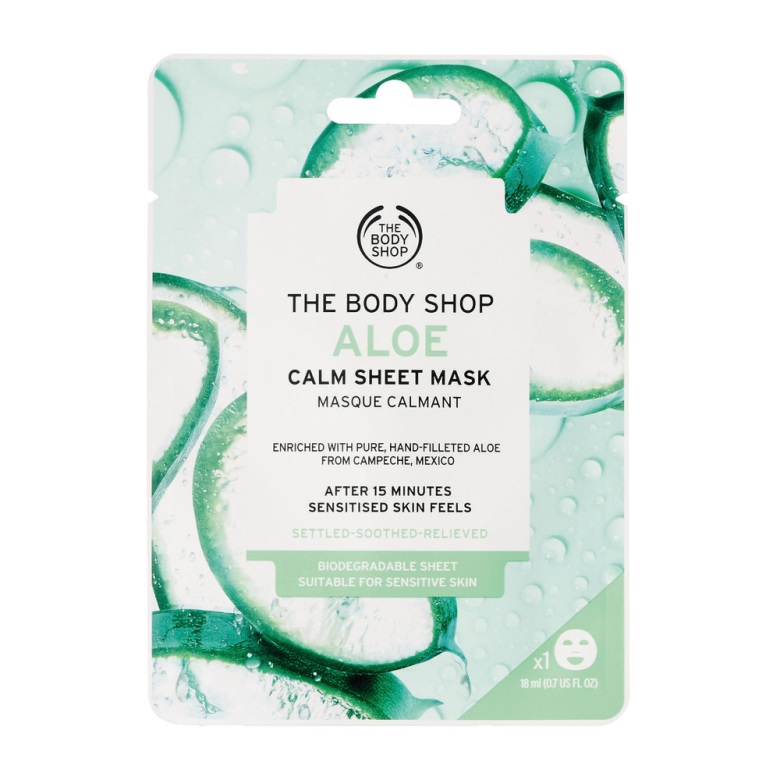 THE
BODY
SHOP
®
THE BODY SHOP
ALOE
CALM SHEET MASK
MASQUE CALMANT
ENRICHED WITH PURE, HAND-FILLETED ALOE
FROM CAMPECHE, MEXICO
AFTER 15 MINUTES
SENSITISED SKIN FEELS
SETTLED-SOOTHED-RELIEVED
BIODEGRADABLE SHEET
SUITABLE FOR SENSITIVE SKIN
x1
18 ml (0.7 US FL OZ)